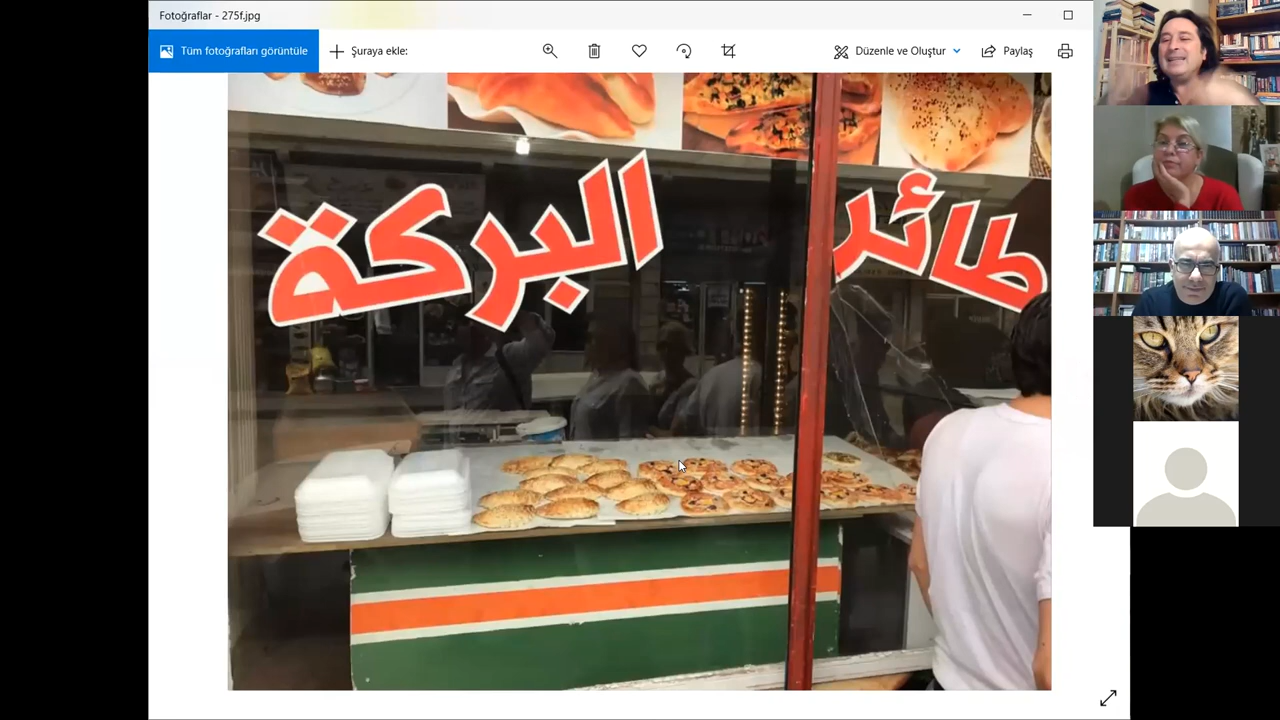 Fotoğraflar - 275f.jpg
Tüm fotoğrafları görüntüle
Şuraya ekle:
Düzenle ve Oluştur
Paylaş
طائر البركة